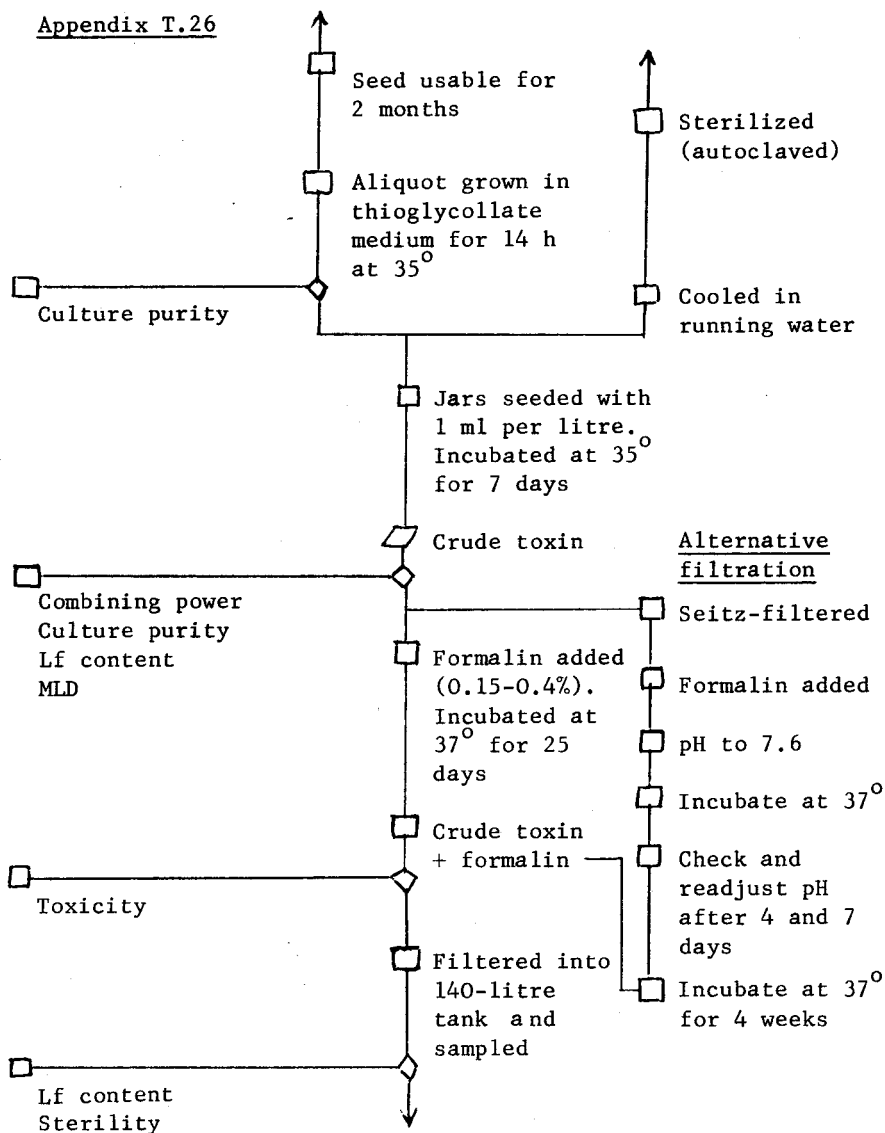 Appendix T.26
Seed usable for
2 months
Sterilized
(autoclaved)
Aliquot grown in
thioglycollate
medium for 14 h
at 35°
Culture purity
Cooled in
running water
Jars seeded with
1 ml per litre.
Incubated at 35°
for 7 days
Crude toxin
Combining power
Culture purity
Lf content
MLD
Formalin added
(0.15-0.4%).
Incubated at
37° for 25
days
Crude toxin
+ formalin
Toxicity
Filtered into
140-litre
tank and
sampled
Lf content
Sterility
Alternative
filtration
Seitz-filtered
Formalin added
pH to 7.6
Incubate at 37°
Check and
readjust pH
after 4 and 7
days
Incubate at 37°
for 4 weeks